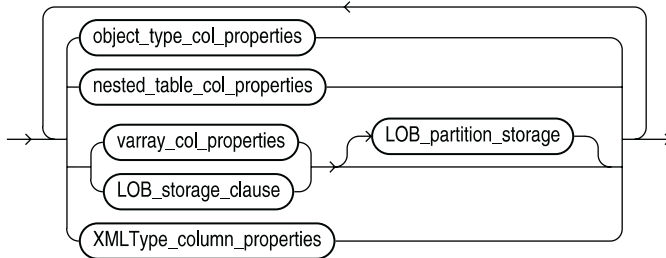 object_type_col_properties
nested_table_col_properties
varray_col_properties
LOB_partition_storage
LOB_storage_clause
XMLType_column_properties